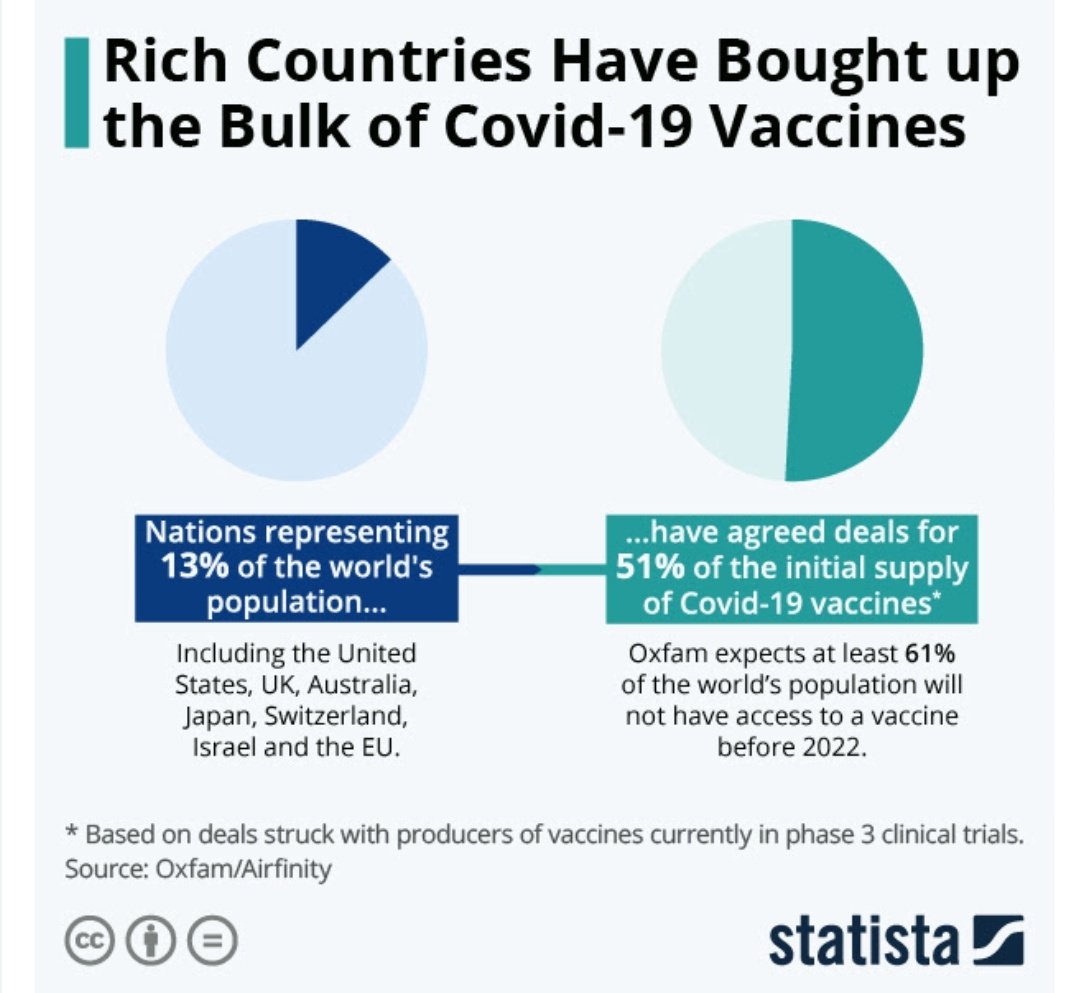 Rich Countries Have Bought up
the Bulk of Covid-19 Vaccines
Nations representing
13% of the world's
population...
Including the United
States, UK, Australia,
Japan, Switzerland,
Israel and the EU.
...have agreed deals for
51% of the initial supply
of Covid-19 vaccines*
Oxfam expects at least 61%
of the world’s population will
not have access to a vaccine
before 2022.
* Based on deals struck with producers of vaccines currently in phase 3 clinical trials.
Source: Oxfam/Airfinity
cc
=
statista